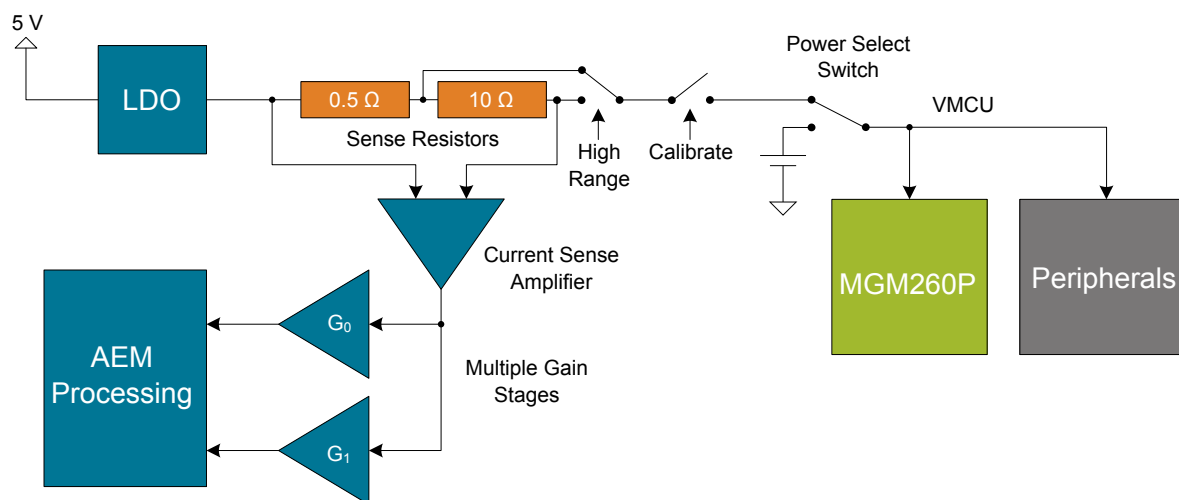 5 V
LDO
0.5 Ω
10 Ω
Sense Resistors
High
Range
Calibrate
Power Select
Switch
VMCU
MGM260P
Peripherals
Current Sense
Amplifier
G₀
Multiple Gain
Stages
G₁
AEM
Processing